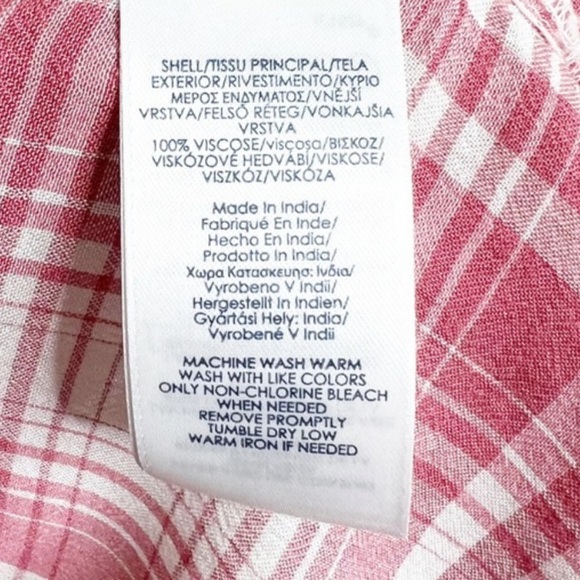 SHELL/TISSU PRINCIPAL/TELA
EXTERIOR/RIVESTIMENTO/ΚΥΡΙΟ
ΜΕΡΟΣ ΕΝΔΥΜΑΤΟΣ/VNĚJŠÍ
VRSTVA/FELSŐ RÉTEG/VONKAJŠIA
VRSTVA
100% VISCOSE/viscosa/ΒΙΣΚΟΖ/
VISKÓZOVÉ HEDVÁBÍ/VISKOSE/
VISZKÓZ/VISKÓZA
Made In India/
Fabriqué En Inde/
Hecho En India/
Prodotto In India/
Χωρα Κατασκευησ: Ινδια/
Vyrobeno V Indii/
Hergestellt In Indien/
Gyártási Hely: India/
Vyrobené V Indii
MACHINE WASH WARM
WASH WITH LIKE COLORS
ONLY NON-CHLORINE BLEACH
WHEN NEEDED
REMOVE PROMPTLY
TUMBLE DRY LOW
WARM IRON IF NEEDED